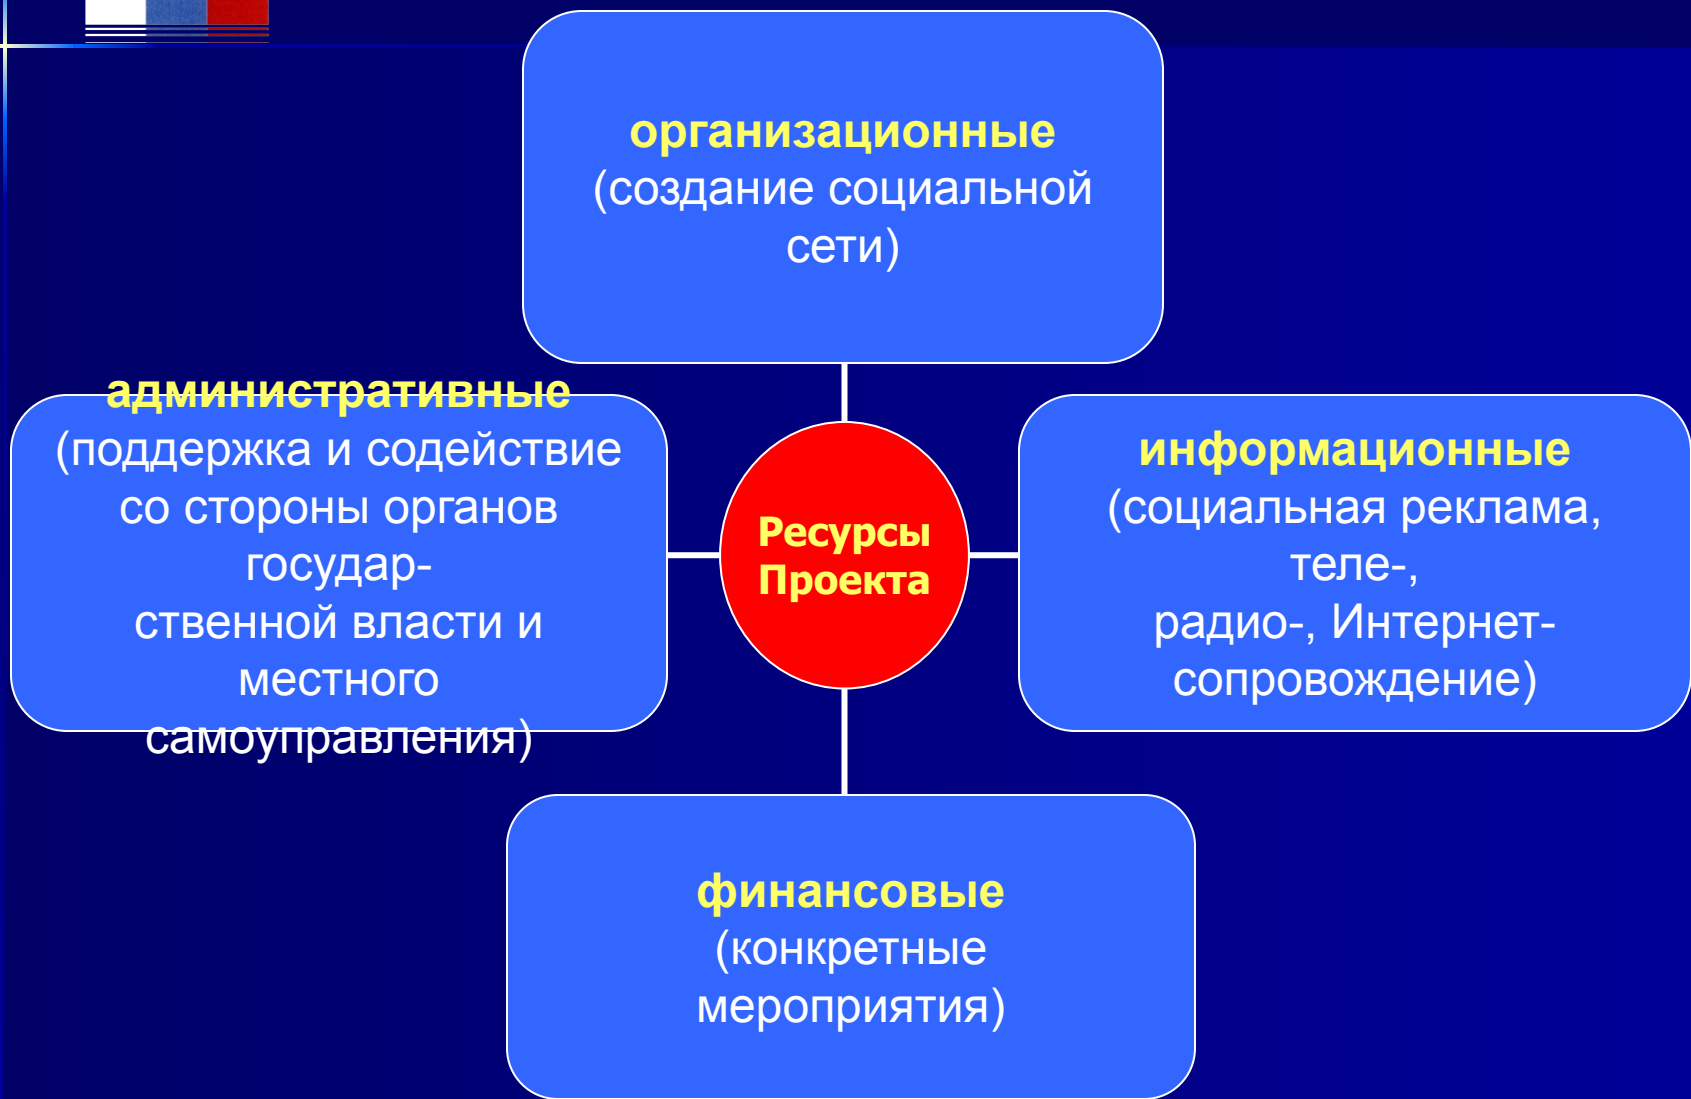 организационные
(создание социальной
сети)
административные
(поддержка и содействие
со стороны органов
государ-
ственной власти и
местного
самоуправления)
Ресурсы
Проекта
информационные
(социальная реклама,
теле-,
радио-, Интернет-
сопровождение)
финансовые
(конкретные
мероприятия)